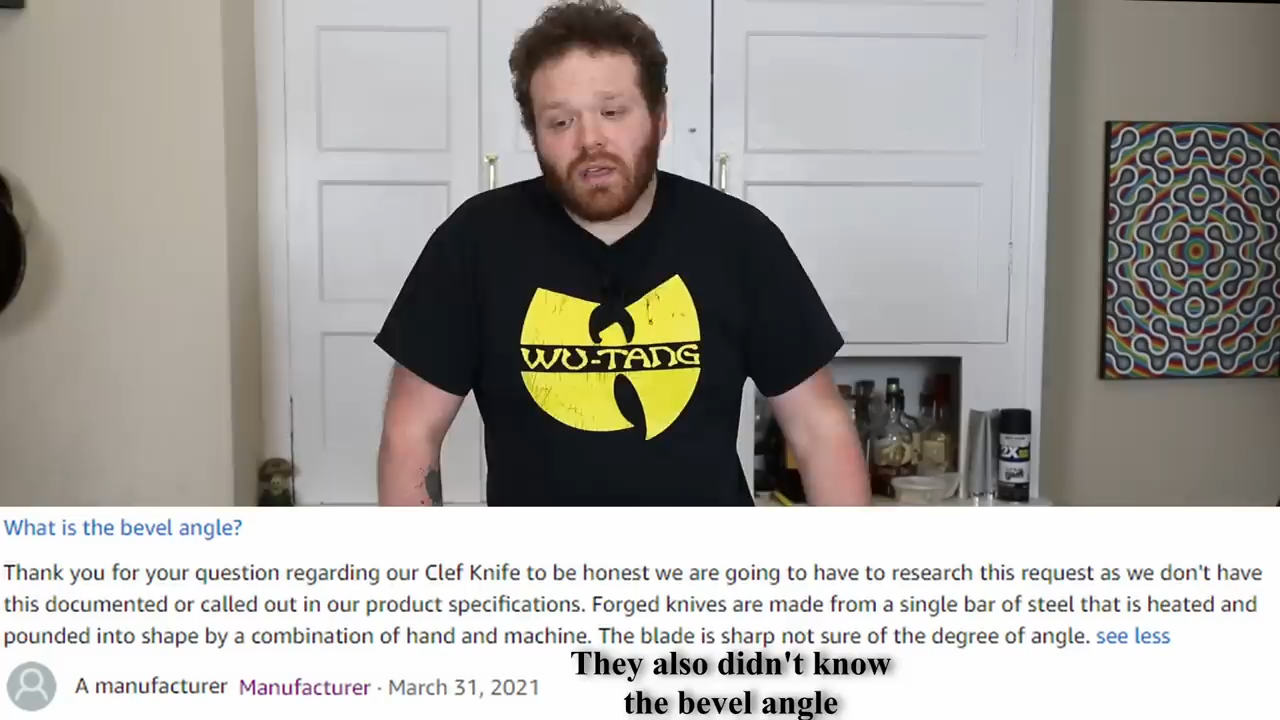 WU-TANG
2X
What is the bevel angle?
Thank you for your question regarding our Clef Knife to be honest we are going to have to research this request as we don't have
this documented or called out in our product specifications. Forged knives are made from a single bar of steel that is heated and
pounded into shape by a combination of hand and machine. The blade is sharp not sure of the degree of angle. see less
A manufacturer Manufacturer · March 31, 2021
They also didn't know
the bevel angle